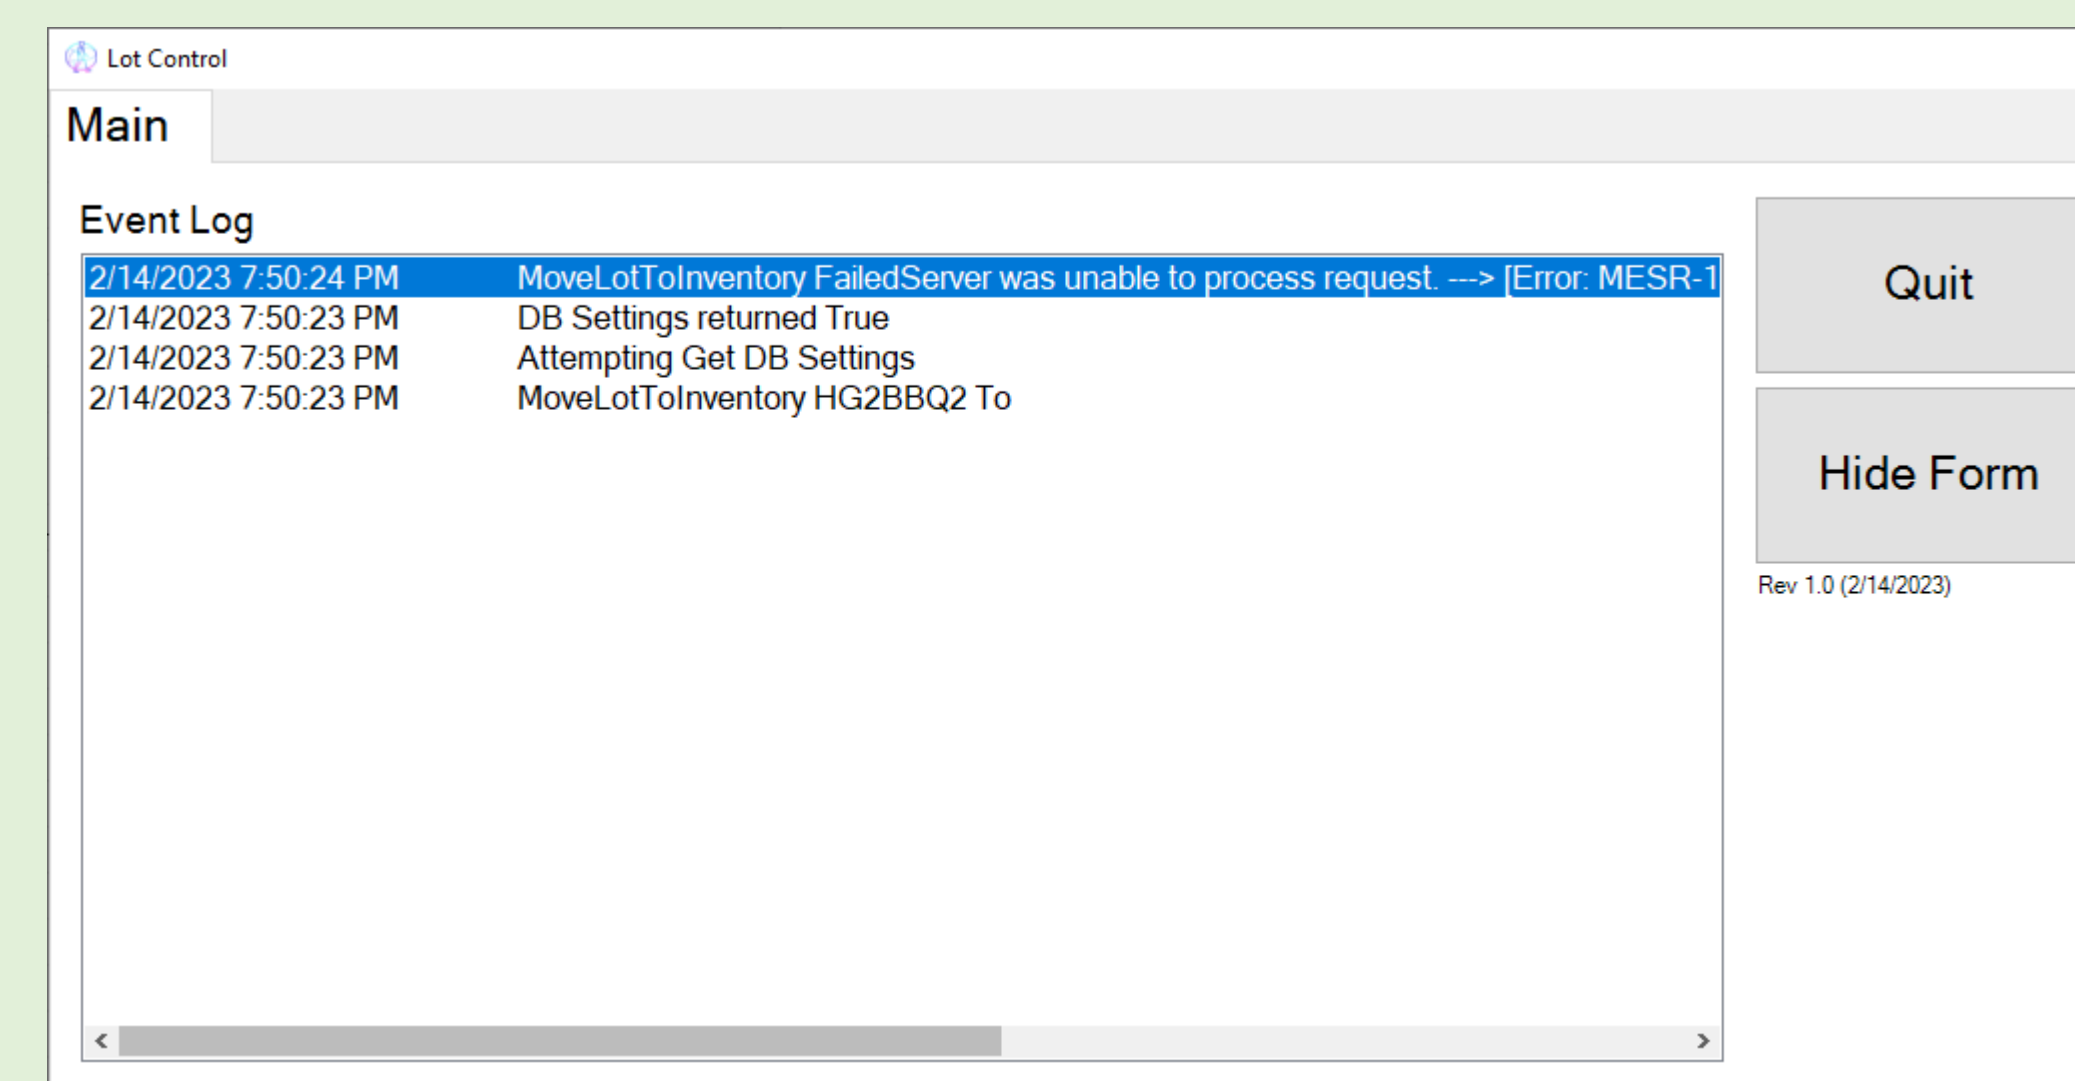 Lot Control
Main
Event Log
2/14/2023 7:50:24 PM MoveLotToInventory FailedServer was unable to process request. ---> [Error: MESR-1
2/14/2023 7:50:23 PM DB Settings returned True
2/14/2023 7:50:23 PM Attempting Get DB Settings
2/14/2023 7:50:23 PM MoveLotToInventory HG2BBQ2 To
Quit
Hide Form
Rev 1.0 (2/14/2023)